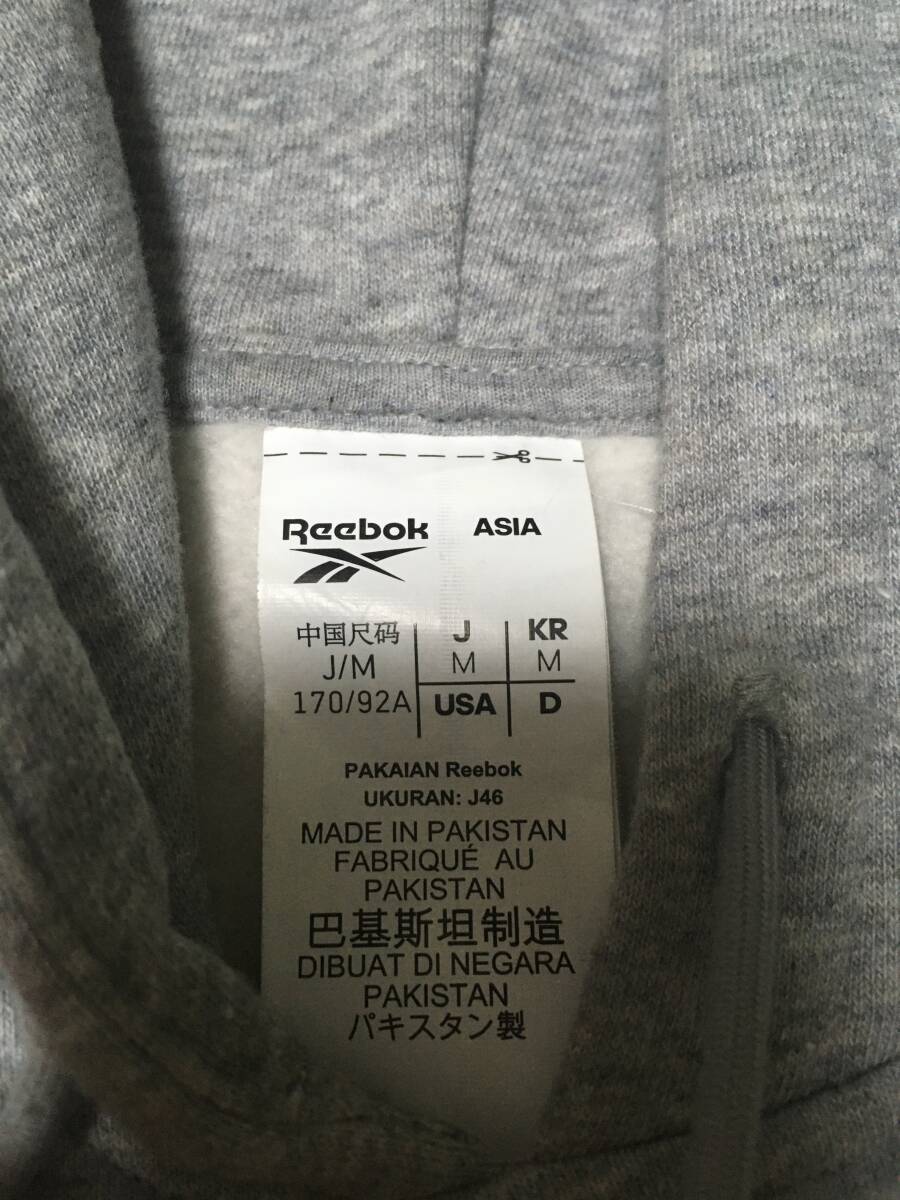 Reebok ASIA
中国尺码 J KR
J/M M M
170/92A USA D
PAKAIAN Reebok
UKURAN: J46
MADE IN PAKISTAN
FABRIQUÉ AU
PAKISTAN
巴基斯坦制造
DIBUAT DI NEGARA
PAKISTAN
パキスタン製